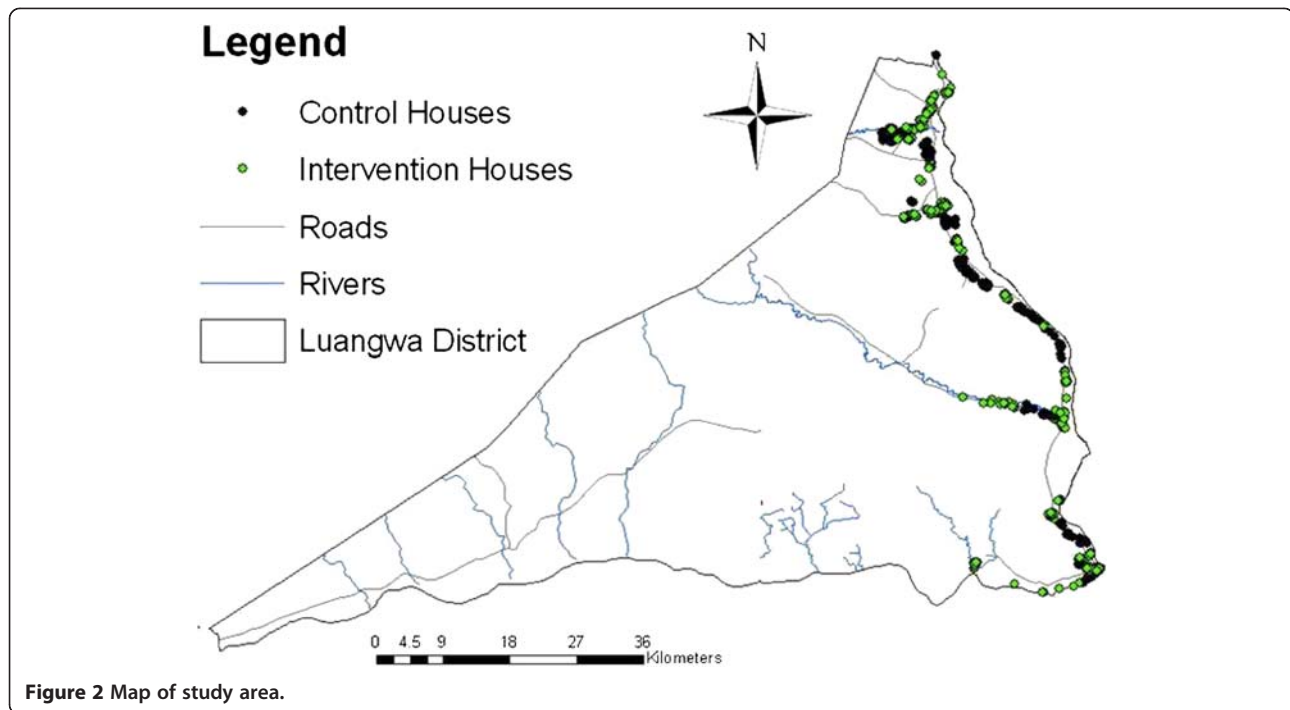 Legend
N
Control Houses
Intervention Houses
Roads
Rivers
Luangwa District
0 4.5 9 18 27 36
Kilometers
Figure 2 Map of study area.